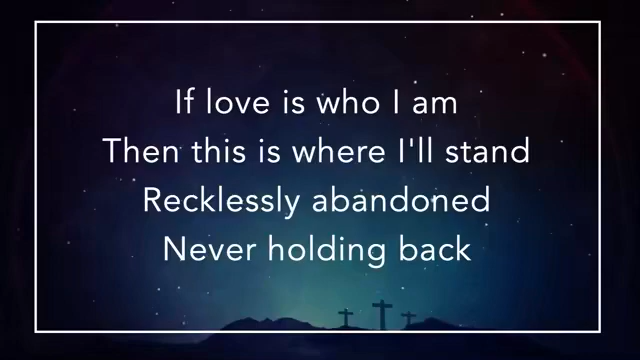 If love is who I am
Then this is where I'll stand
Recklessly abandoned
Never holding back